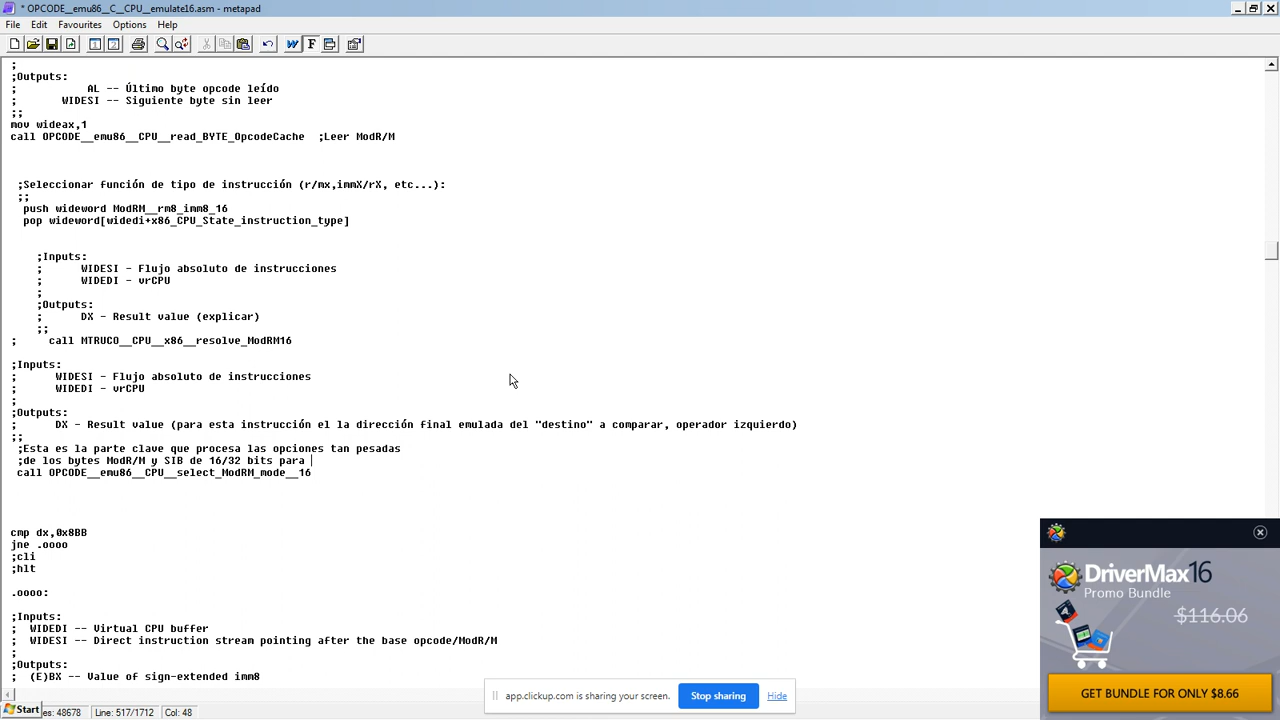 * OPCODE__emu86__C__CPU__emulate16.asm - metapad
File Edit Favourites Options Help
;
;Outputs:
; AL -- Último byte opcode leído
; WIDESI -- Siguiente byte sin leer
;;
mov wideax,1
call OPCODE__emu86__CPU__read_BYTE_OpcodeCache ;Leer ModR/M
;Seleccionar función de tipo de instrucción (r/mx,immX/rX, etc...):
;;
push wideword ModRM__rm8_imm8_16
pop wideword[widedi+x86_CPU_State_instruction_type]
;Inputs:
; WIDESI - Flujo absoluto de instrucciones
; WIDEDI - vrCPU
;
;Outputs:
; DX - Result value (explicar)
;;
; call MTRUCO__CPU__x86__resolve_ModRM16
;Inputs:
; WIDESI - Flujo absoluto de instrucciones
; WIDEDI - vrCPU
;
;Outputs:
; DX - Result value (para esta instrucción el la dirección final emulada del "destino" a comparar, operador izquierdo)
;;
;Esta es la parte clave que procesa las opciones tan pesadas
;de los bytes ModR/M y SIB de 16/32 bits para
call OPCODE__emu86__CPU__select_ModRM_mode__16
cmp dx,0x8BB
jne .oooo
;cli
;hlt
.oooo:
;Inputs:
; WIDEDI -- Virtual CPU buffer
; WIDESI -- Direct instruction stream pointing after the base opcode/ModR/M
;
;Outputs:
; (E)BX -- Value of sign-extended imm8
DriverMax16
Promo Bundle
$116.06
GET BUNDLE FOR ONLY $8.66
app.clickup.com is sharing your screen. Stop sharing Hide
Start es: 48678 Line: 517/1712 Col: 48